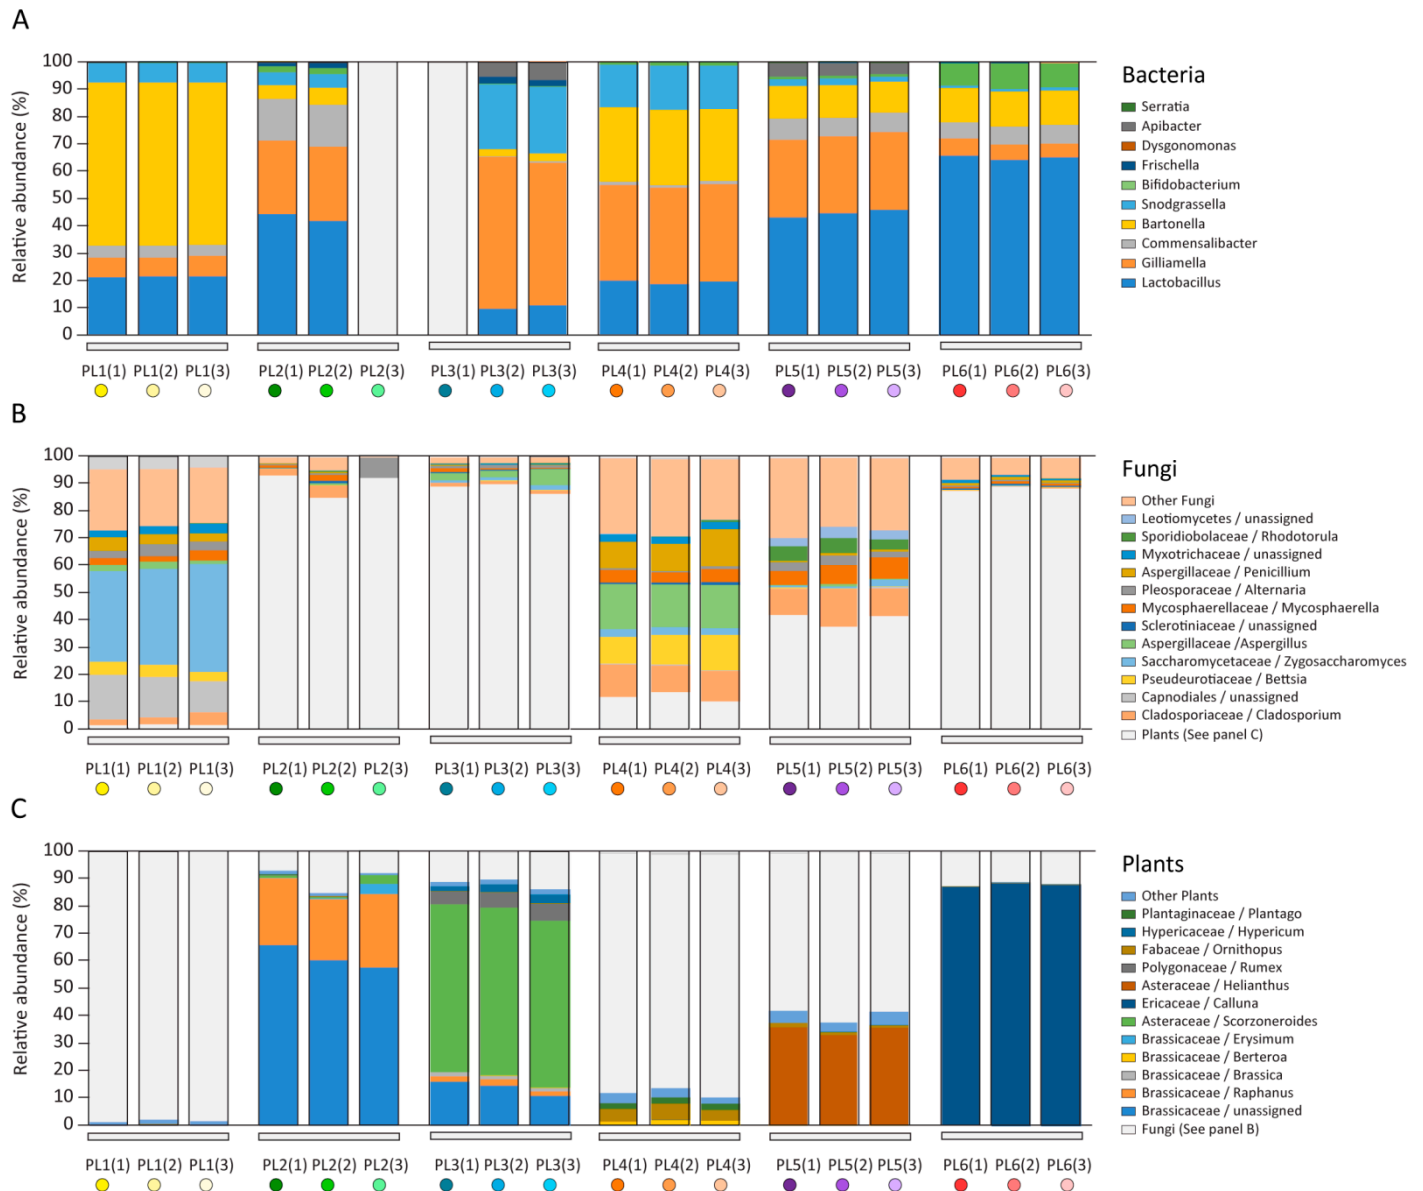 A
Relative abundance (%)
100
90
80
70
60
50
40
30
20
10
0
PL1(1) PL1(2) PL1(3) PL2(1) PL2(2) PL2(3) PL3(1) PL3(2) PL3(3) PL4(1) PL4(2) PL4(3) PL5(1) PL5(2) PL5(3) PL6(1) PL6(2) PL6(3)
Bacteria
Serratia
Apibacter
Dysgonomonas
Frischella
Bifidobacterium
Snodgrassella
Bartonella
Commensalibacter
Gilliamella
Lactobacillus
B
Relative abundance (%)
100
90
80
70
60
50
40
30
20
10
0
PL1(1) PL1(2) PL1(3) PL2(1) PL2(2) PL2(3) PL3(1) PL3(2) PL3(3) PL4(1) PL4(2) PL4(3) PL5(1) PL5(2) PL5(3) PL6(1) PL6(2) PL6(3)
Fungi
Other Fungi
Leotiomycetes / unassigned
Sporidiobolaceae / Rhodotorula
Myxotrichaceae / unassigned
Aspergillaceae / Penicillium
Pleosporaceae / Alternaria
Mycosphaerellaceae / Mycosphaerella
Sclerotiniaceae / unassigned
Aspergillaceae /Aspergillus
Saccharomycetaceae / Zygosaccharomyces
Pseudeurotiaceae / Bettsia
Capnodiales / unassigned
Cladosporiaceae / Cladosporium
Plants (See panel C)
C
Relative abundance (%)
100
90
80
70
60
50
40
30
20
10
0
PL1(1) PL1(2) PL1(3) PL2(1) PL2(2) PL2(3) PL3(1) PL3(2) PL3(3) PL4(1) PL4(2) PL4(3) PL5(1) PL5(2) PL5(3) PL6(1) PL6(2) PL6(3)
Plants
Other Plants
Plantaginaceae / Plantago
Hypericaceae / Hypericum
Fabaceae / Ornithopus
Polygonaceae / Rumex
Asteraceae / Helianthus
Ericaceae / Calluna
Asteraceae / Scorzoneroides
Brassicaceae / Erysimum
Brassicaceae / Berteroa
Brassicaceae / Brassica
Brassicaceae / Raphanus
Brassicaceae / unassigned
Fungi (See panel B)